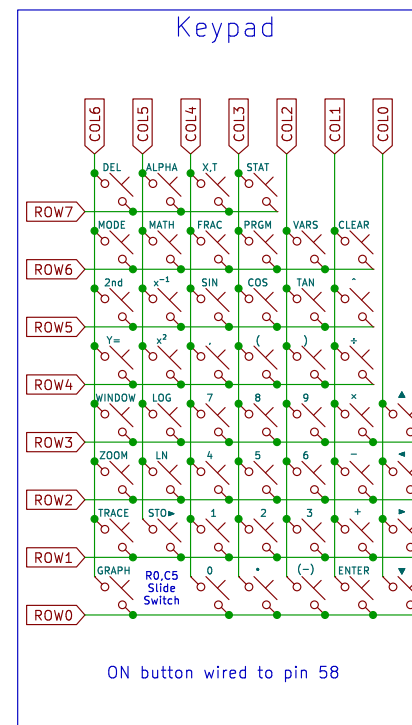 Keypad
COL6 COL5 COL4 COL3 COL2 COL1 COL0
DEL ALPHA X,T STAT
ROW7
MODE MATH FRAC PRGM VARS CLEAR
ROW6
2nd x⁻¹ SIN COS TAN ^
ROW5
Y= x² , ( ) ÷
ROW4
WINDOW LOG 7 8 9 × ▲
ROW3
ZOOM LN 4 5 6 − ◄
ROW2
TRACE STO► 1 2 3 + ►
ROW1
GRAPH R0,C5 0 • (−) ENTER ▼
Slide
Switch
ROW0
ON button wired to pin 58